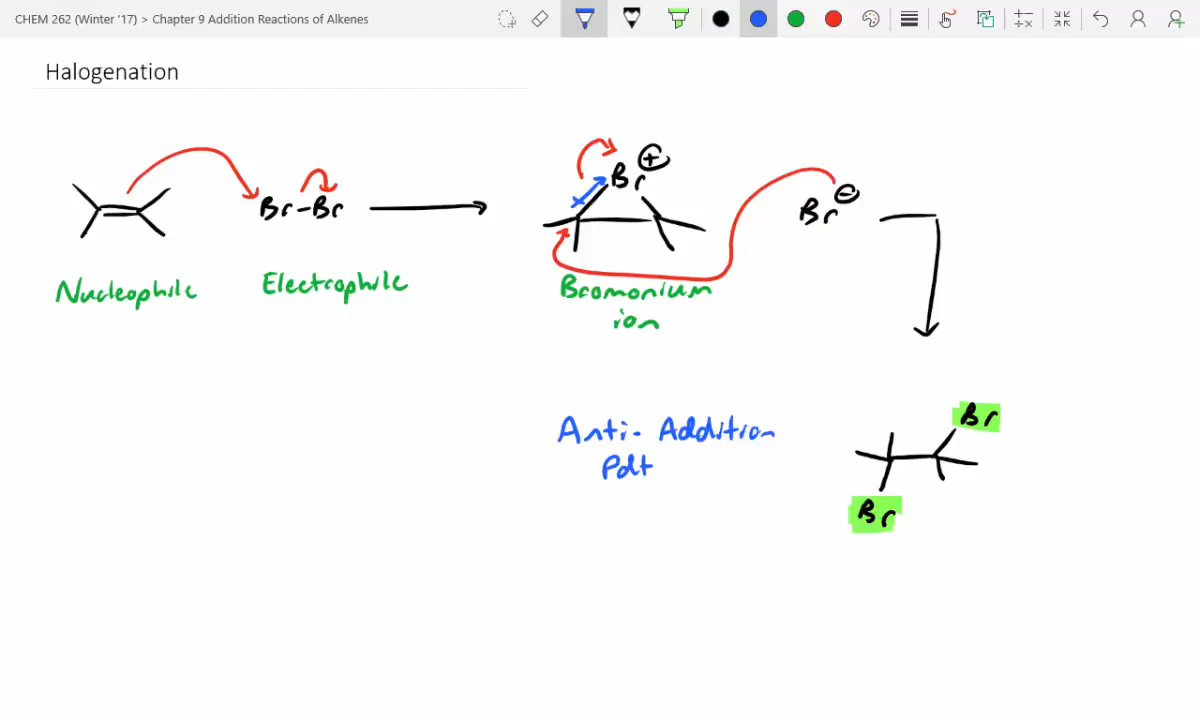 CHEM 262 (Winter '17) > Chapter 9 Addition Reactions of Alkenes
Halogenation
Br-Br
Br⊕
Br⊖
Nucleophile
Electrophile
Bromonium
ion
Anti-Addition
Pdt
Br
Br